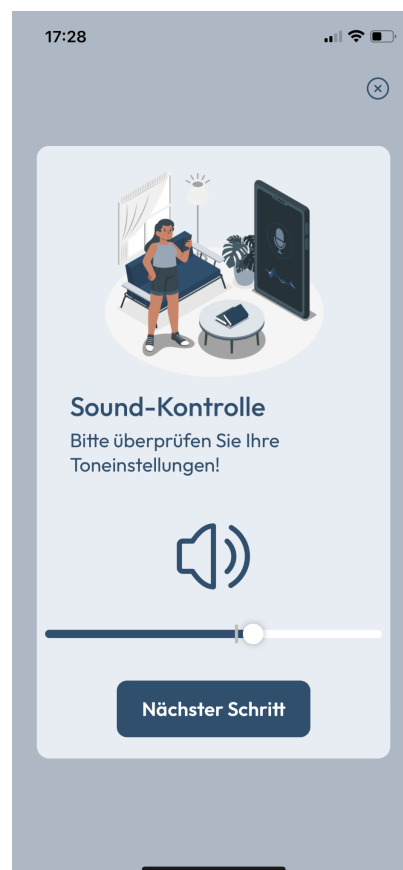 17:28
Sound-Kontrolle
Bitte überprüfen Sie Ihre
Toneinstellungen!
Nächster Schritt